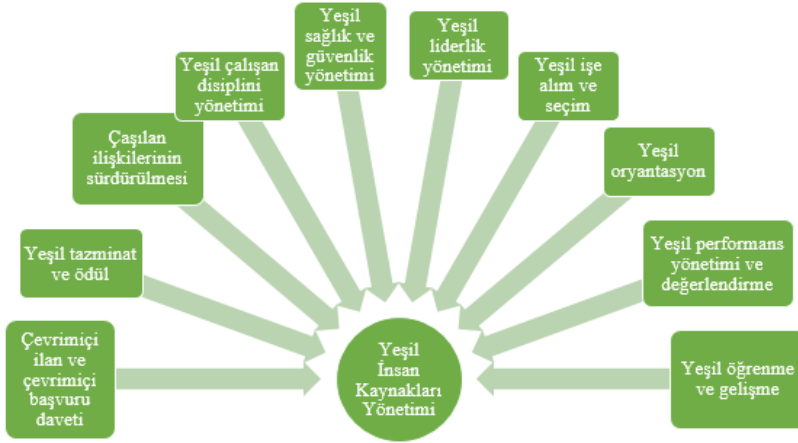 Yeşil
sağlık ve
güvenlik
yönetimi
Yeşil
liderlik
yönetimi
Yeşil çalışan
disiplini
yönetimi
Yeşil işe
alım ve
seçim
Çaşılan
ilişkilerinin
sürdürülmesi
Yeşil
oryantasyon
Yeşil tazminat
ve ödül
Yeşil performans
yönetimi ve
değerlendirme
Çevrimiçi
ilan ve
çevrimiçi
başvuru
daveti
Yeşil
İnsan
Kaynakları
Yönetimi
Yeşil öğrenme
ve gelişme